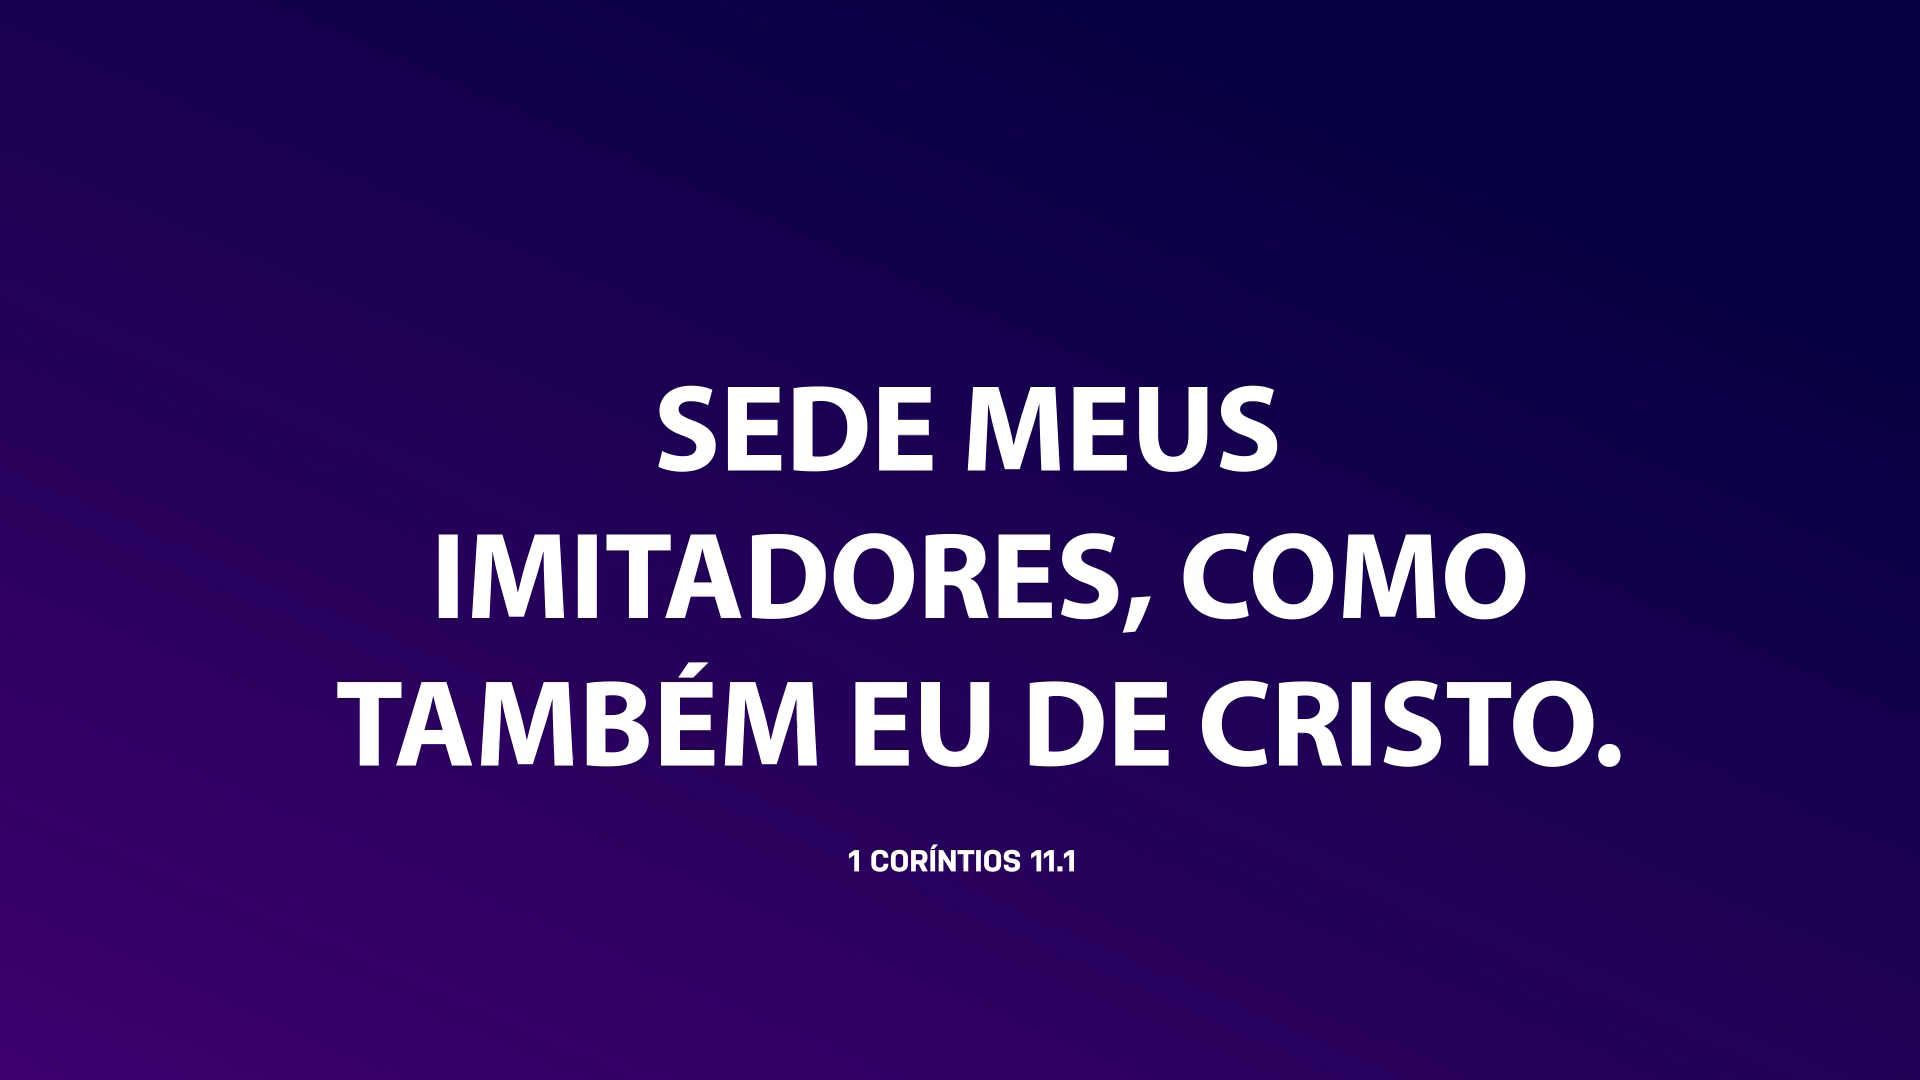 SEDE MEUS
IMITADORES, COMO
TAMBÉM EU DE CRISTO.
1 CORÍNTIOS 11.1